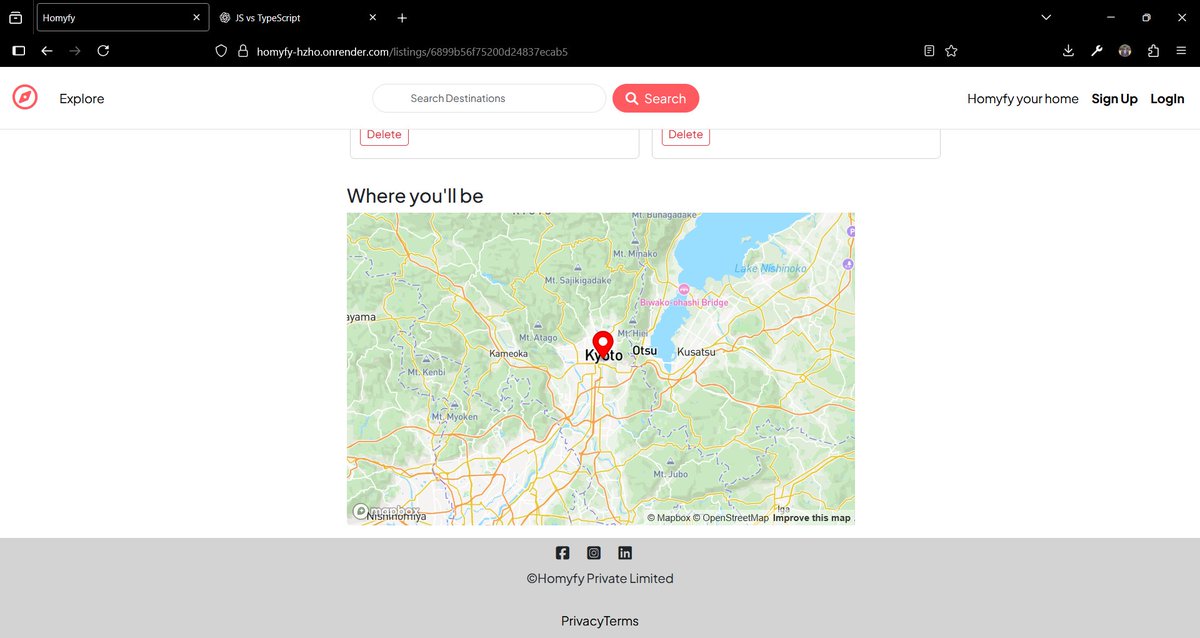 Homyfy
JS vs TypeScript
homyfy-hzho.onrender.com/listings/6899b56f75200d24837ecab5
Explore
Search Destinations
Search
Homyfy your home
Sign Up
LogIn
Delete
Delete
Where you'll be
KYOTO
Mt. Bunagadake
Mt. Minako
Lake Nishinoko
Mt. Sajikigadake
Biwako-ohashi Bridge
ayama
Mt. Atago
Mt. Hiei
Kameoka
Kyoto
Otsu
Kusatsu
Mt. Kenbi
Mt. Myoken
Mt. Jubo
Iga
mapbox
Nishinomiya
© Mapbox © OpenStreetMap Improve this map
©Homyfy Private Limited
PrivacyTerms